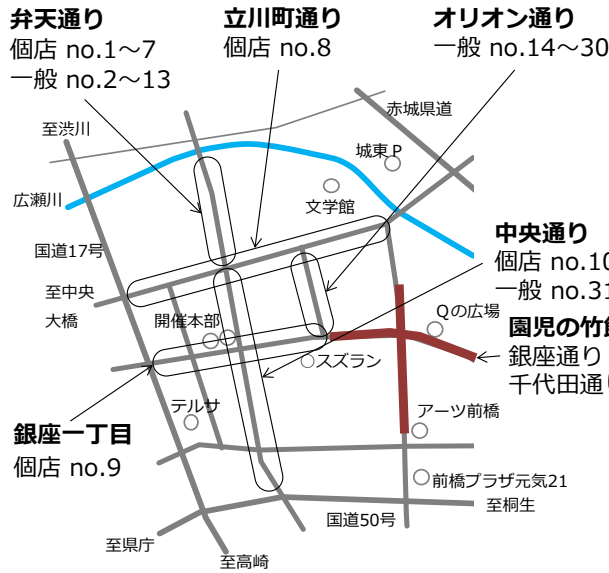 弁天通り
個店 no.1～7
一般 no.2～13
立川町通り
個店 no.8
オリオン通り
一般 no.14～30
赤城県道
至渋川
城東 P
広瀬川
文学館
国道17号
中央通り
個店 no.10
一般 no.31
至中央
大橋
開催本部
Qの広場
園児の竹飾
銀座通り
千代田通り
スズラン
テルサ
アーツ前橋
銀座一丁目
個店 no.9
前橋プラザ元気21
至桐生
国道50号
至県庁
至高崎